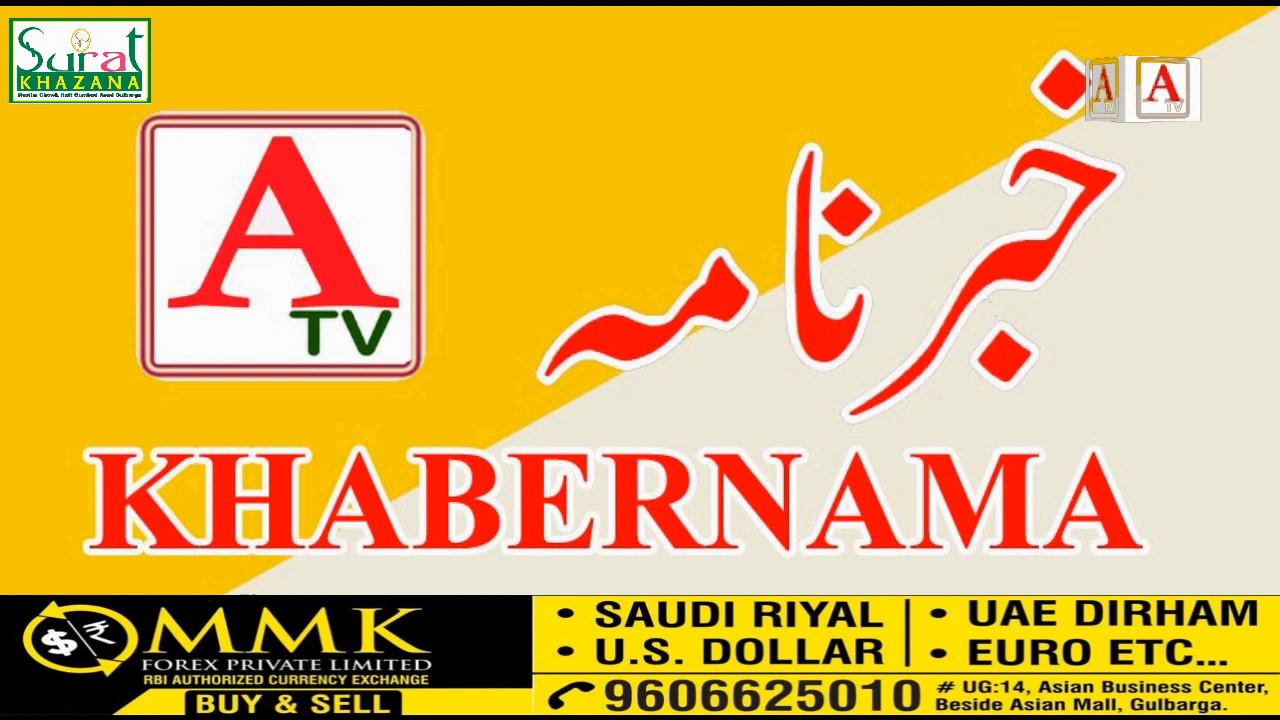 Surat
KHAZANA
A
TV
A
TV
A
TV
خبرنامہ
KHABERNAMA
$ ₹
MMK
FOREX PRIVATE LIMITED
RBI AUTHORIZED CURRENCY EXCHANGE
BUY & SELL
• SAUDI RIYAL
• U.S. DOLLAR
• UAE DIRHAM
• EURO ETC...
9606625010
# UG:14, Asian Business Center,
Beside Asian Mall, Gulbarga.